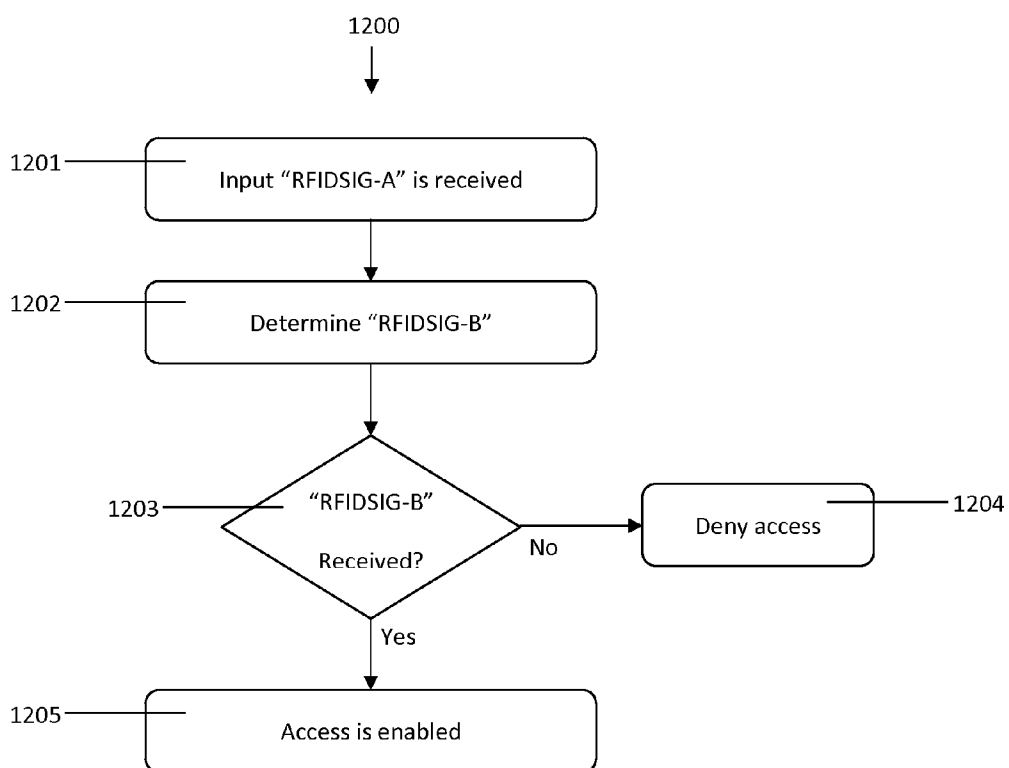 1200
1201
Input “RFIDSIG-A” is received
1202
Determine “RFIDSIG-B”
1203
“RFIDSIG-B”
Received?
No
Deny access
1204
Yes
1205
Access is enabled